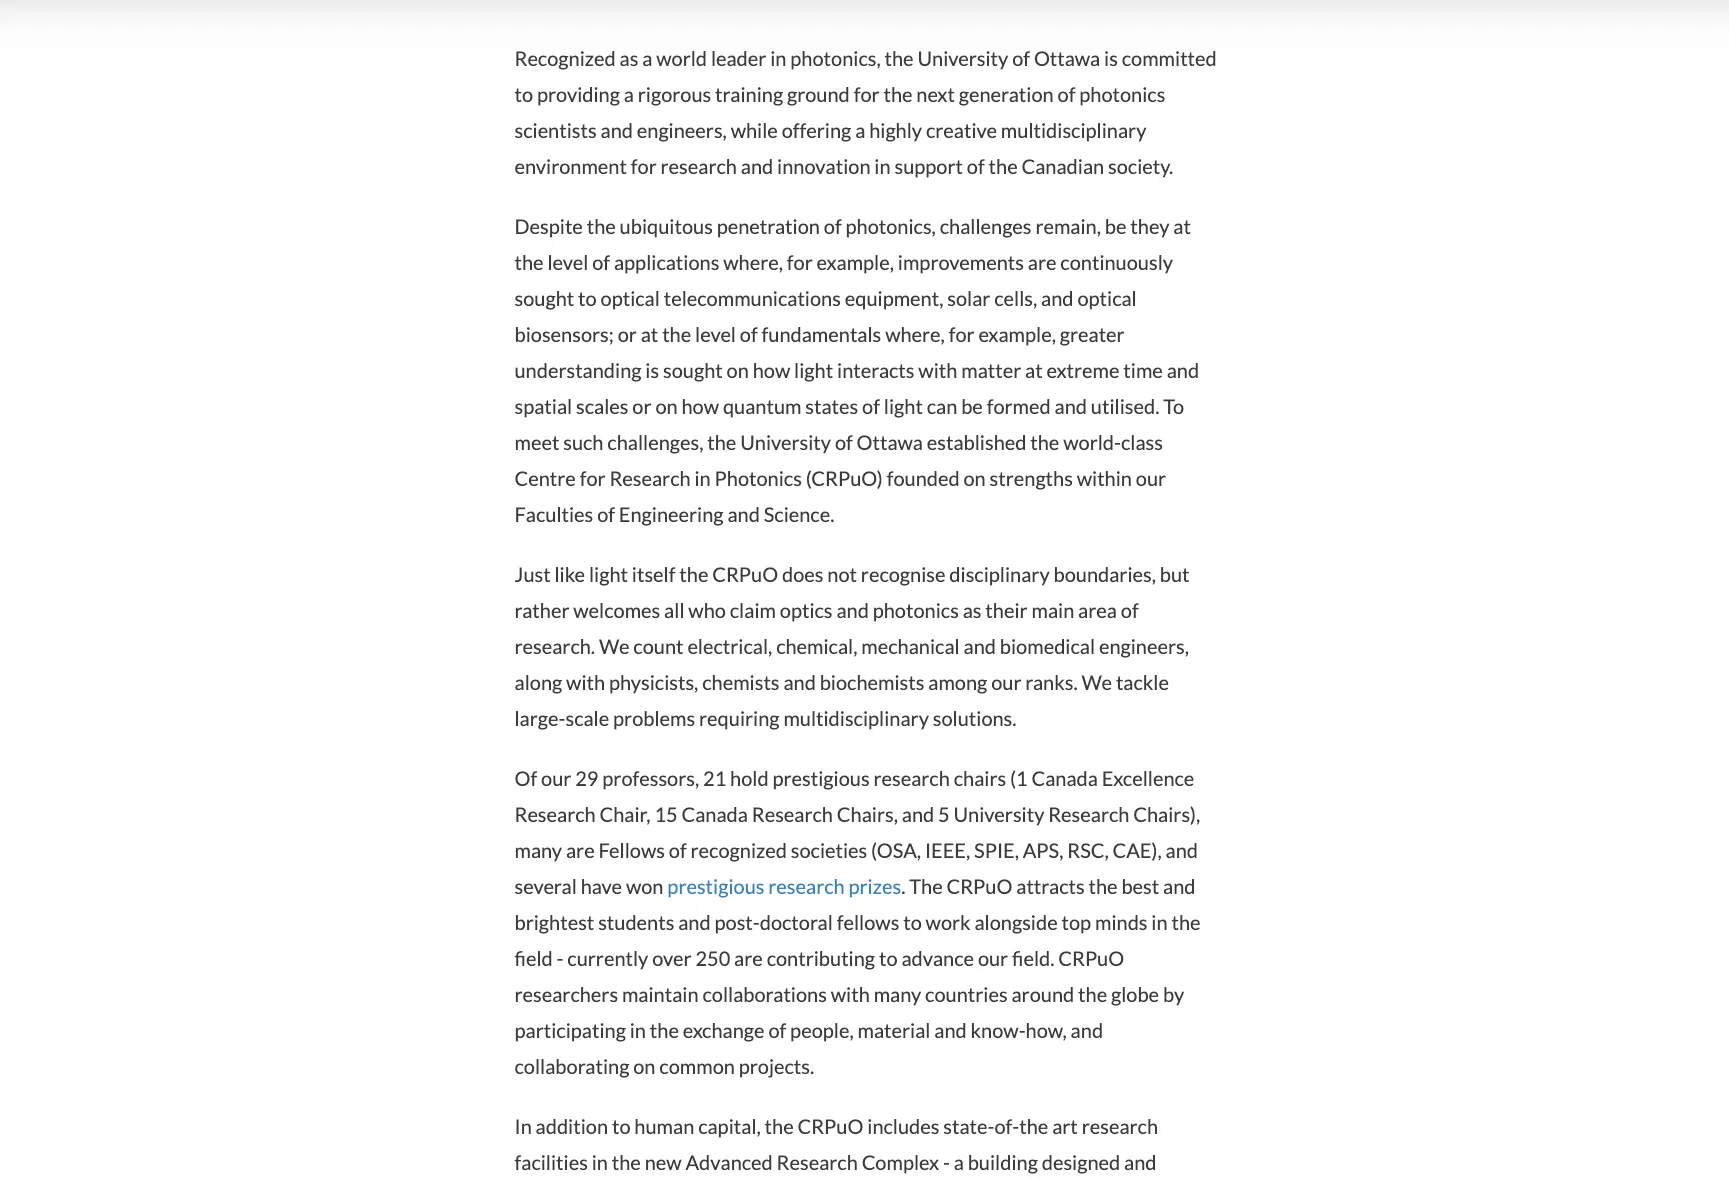 Recognized as a world leader in photonics, the University of Ottawa is committed
to providing a rigorous training ground for the next generation of photonics
scientists and engineers, while offering a highly creative multidisciplinary
environment for research and innovation in support of the Canadian society.
Despite the ubiquitous penetration of photonics, challenges remain, be they at
the level of applications where, for example, improvements are continuously
sought to optical telecommunications equipment, solar cells, and optical
biosensors; or at the level of fundamentals where, for example, greater
understanding is sought on how light interacts with matter at extreme time and
spatial scales or on how quantum states of light can be formed and utilised. To
meet such challenges, the University of Ottawa established the world-class
Centre for Research in Photonics (CRPuO) founded on strengths within our
Faculties of Engineering and Science.
Just like light itself the CRPuO does not recognise disciplinary boundaries, but
rather welcomes all who claim optics and photonics as their main area of
research. We count electrical, chemical, mechanical and biomedical engineers,
along with physicists, chemists and biochemists among our ranks. We tackle
large-scale problems requiring multidisciplinary solutions.
Of our 29 professors, 21 hold prestigious research chairs (1 Canada Excellence
Research Chair, 15 Canada Research Chairs, and 5 University Research Chairs),
many are Fellows of recognized societies (OSA, IEEE, SPIE, APS, RSC, CAE), and
several have won prestigious research prizes. The CRPuO attracts the best and
brightest students and post-doctoral fellows to work alongside top minds in the
field - currently over 250 are contributing to advance our field. CRPuO
researchers maintain collaborations with many countries around the globe by
participating in the exchange of people, material and know-how, and
collaborating on common projects.
In addition to human capital, the CRPuO includes state-of-the art research
facilities in the new Advanced Research Complex - a building designed and